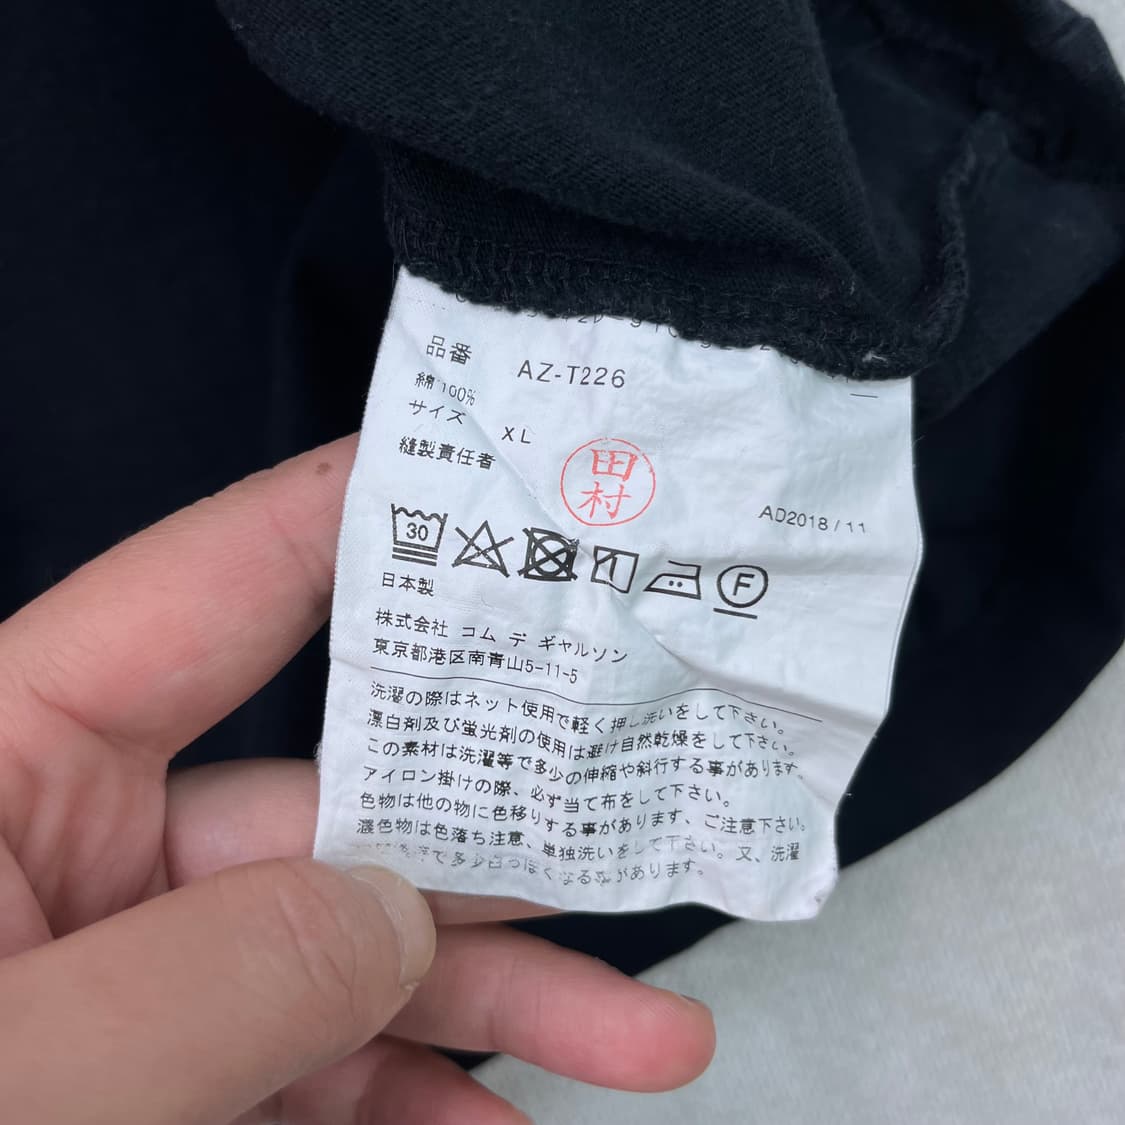 品番 AZ-T226
綿 100%
サイズ XL
縫製責任者
田村
AD2018/11
30
F
日本製
株式会社 コム デ ギャルソン
東京都港区南青山5-11-5
洗濯の際はネット使用で軽く押し洗いをして下さい。
漂白剤及び蛍光剤の使用は避け自然乾燥をして下さい。
この素材は洗濯等で多少の伸縮や斜行する事があります。
アイロン掛けの際、必ず当て布をして下さい。
色物は他の物に色移りする事があります、ご注意下さい。
濃色物は色落ち注意、単独洗いをして下さい。又、洗濯
で多少白っぽくなる事があります。